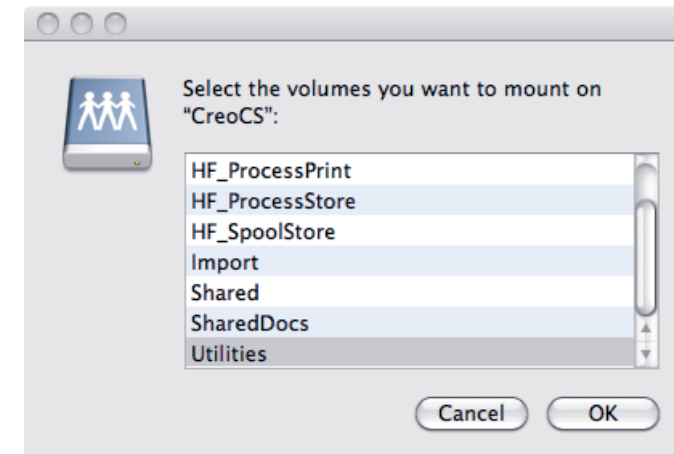 Select the volumes you want to mount on
“CreoCS”:
HF_ProcessPrint
HF_ProcessStore
HF_SpoolStore
Import
Shared
SharedDocs
Utilities
Cancel OK